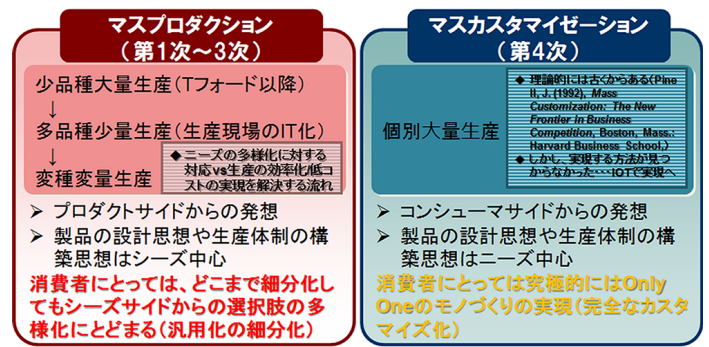 マスプロダクション
（第1次～3次）
少品種大量生産（Tフォード以降）
↓
多品種少量生産（生産現場のIT化）
↓
変種変量生産
◆ニーズの多様化に対する
対応vs生産の効率化/低コ
ストの実現を解決する流れ
➢ プロダクトサイドからの発想
➢ 製品の設計思想や生産体制の構
築思想はシーズ中心
消費者にとっては、どこまで細分化し
てもシーズサイドからの選択肢の多
様化にとどまる（汎用化の細分化）
マスカスタマイゼーション
（第4次）
個別大量生産
◆理論的には古くからある（Pine
II, J. (1992), Mass
Customization: The New
Frontier in Business
Competition, Boston, Mass.:
Harvard Business School,）
◆しかし、実現する方法が見つ
からなかった・・・IOTで実現へ
➢ コンシューマサイドからの発想
➢ 製品の設計思想や生産体制の構
築思想はニーズ中心
消費者にとっては究極的にはOnly
Oneのモノづくりの実現（完全なカスタ
マイズ化）